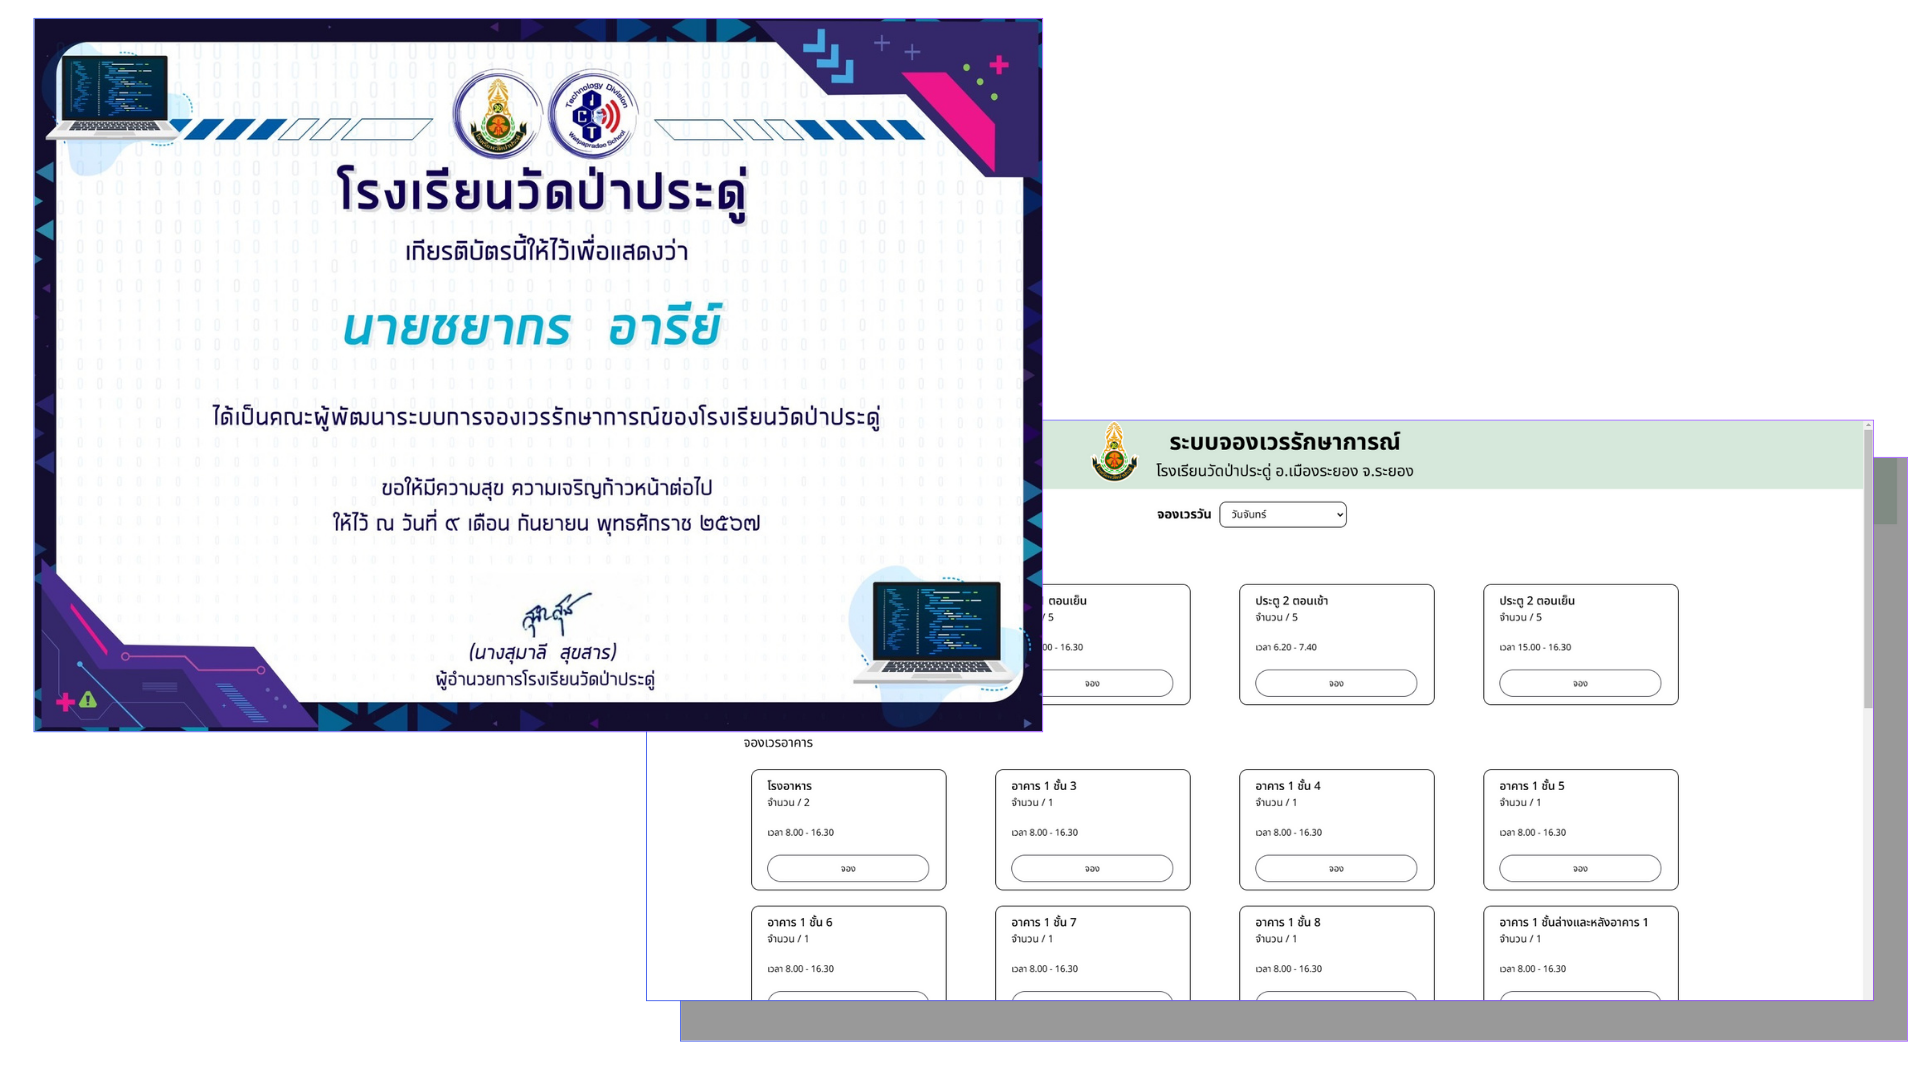 Technology Division
ICT
Watpapradoo School
โรงเรียนวัดป่าประดู่
เกียรติบัตรนี้ให้ไว้เพื่อแสดงว่า
นายชยากร อารีย์
ได้เป็นคณะผู้พัฒนาระบบการจองเวรรักษาการณ์ของโรงเรียนวัดป่าประดู่
ขอให้มีความสุข ความเจริญก้าวหน้าต่อไป
ให้ไว้ ณ วันที่ ๙ เดือน กันยายน พุทธศักราช ๒๕๖๗
(นางสุมาลี สุขสาร)
ผู้อำนวยการโรงเรียนวัดป่าประดู่
ระบบจองเวรรักษาการณ์
โรงเรียนวัดป่าประดู่ อ.เมืองระยอง จ.ระยอง
จองเวรวัน วันจันทร์
ตอนเย็น
/ 5
00 - 16.30
จอง
ประตู 2 ตอนเช้า
จำนวน / 5
เวลา 6.20 - 7.40
จอง
ประตู 2 ตอนเย็น
จำนวน / 5
เวลา 15.00 - 16.30
จอง
จองเวรอาคาร
โรงอาหาร
จำนวน / 2
เวลา 8.00 - 16.30
จอง
อาคาร 1 ชั้น 3
จำนวน / 1
เวลา 8.00 - 16.30
จอง
อาคาร 1 ชั้น 4
จำนวน / 1
เวลา 8.00 - 16.30
จอง
อาคาร 1 ชั้น 5
จำนวน / 1
เวลา 8.00 - 16.30
จอง
อาคาร 1 ชั้น 6
จำนวน / 1
เวลา 8.00 - 16.30
อาคาร 1 ชั้น 7
จำนวน / 1
เวลา 8.00 - 16.30
อาคาร 1 ชั้น 8
จำนวน / 1
เวลา 8.00 - 16.30
อาคาร 1 ชั้นล่างและหลังอาคาร 1
จำนวน / 1
เวลา 8.00 - 16.30